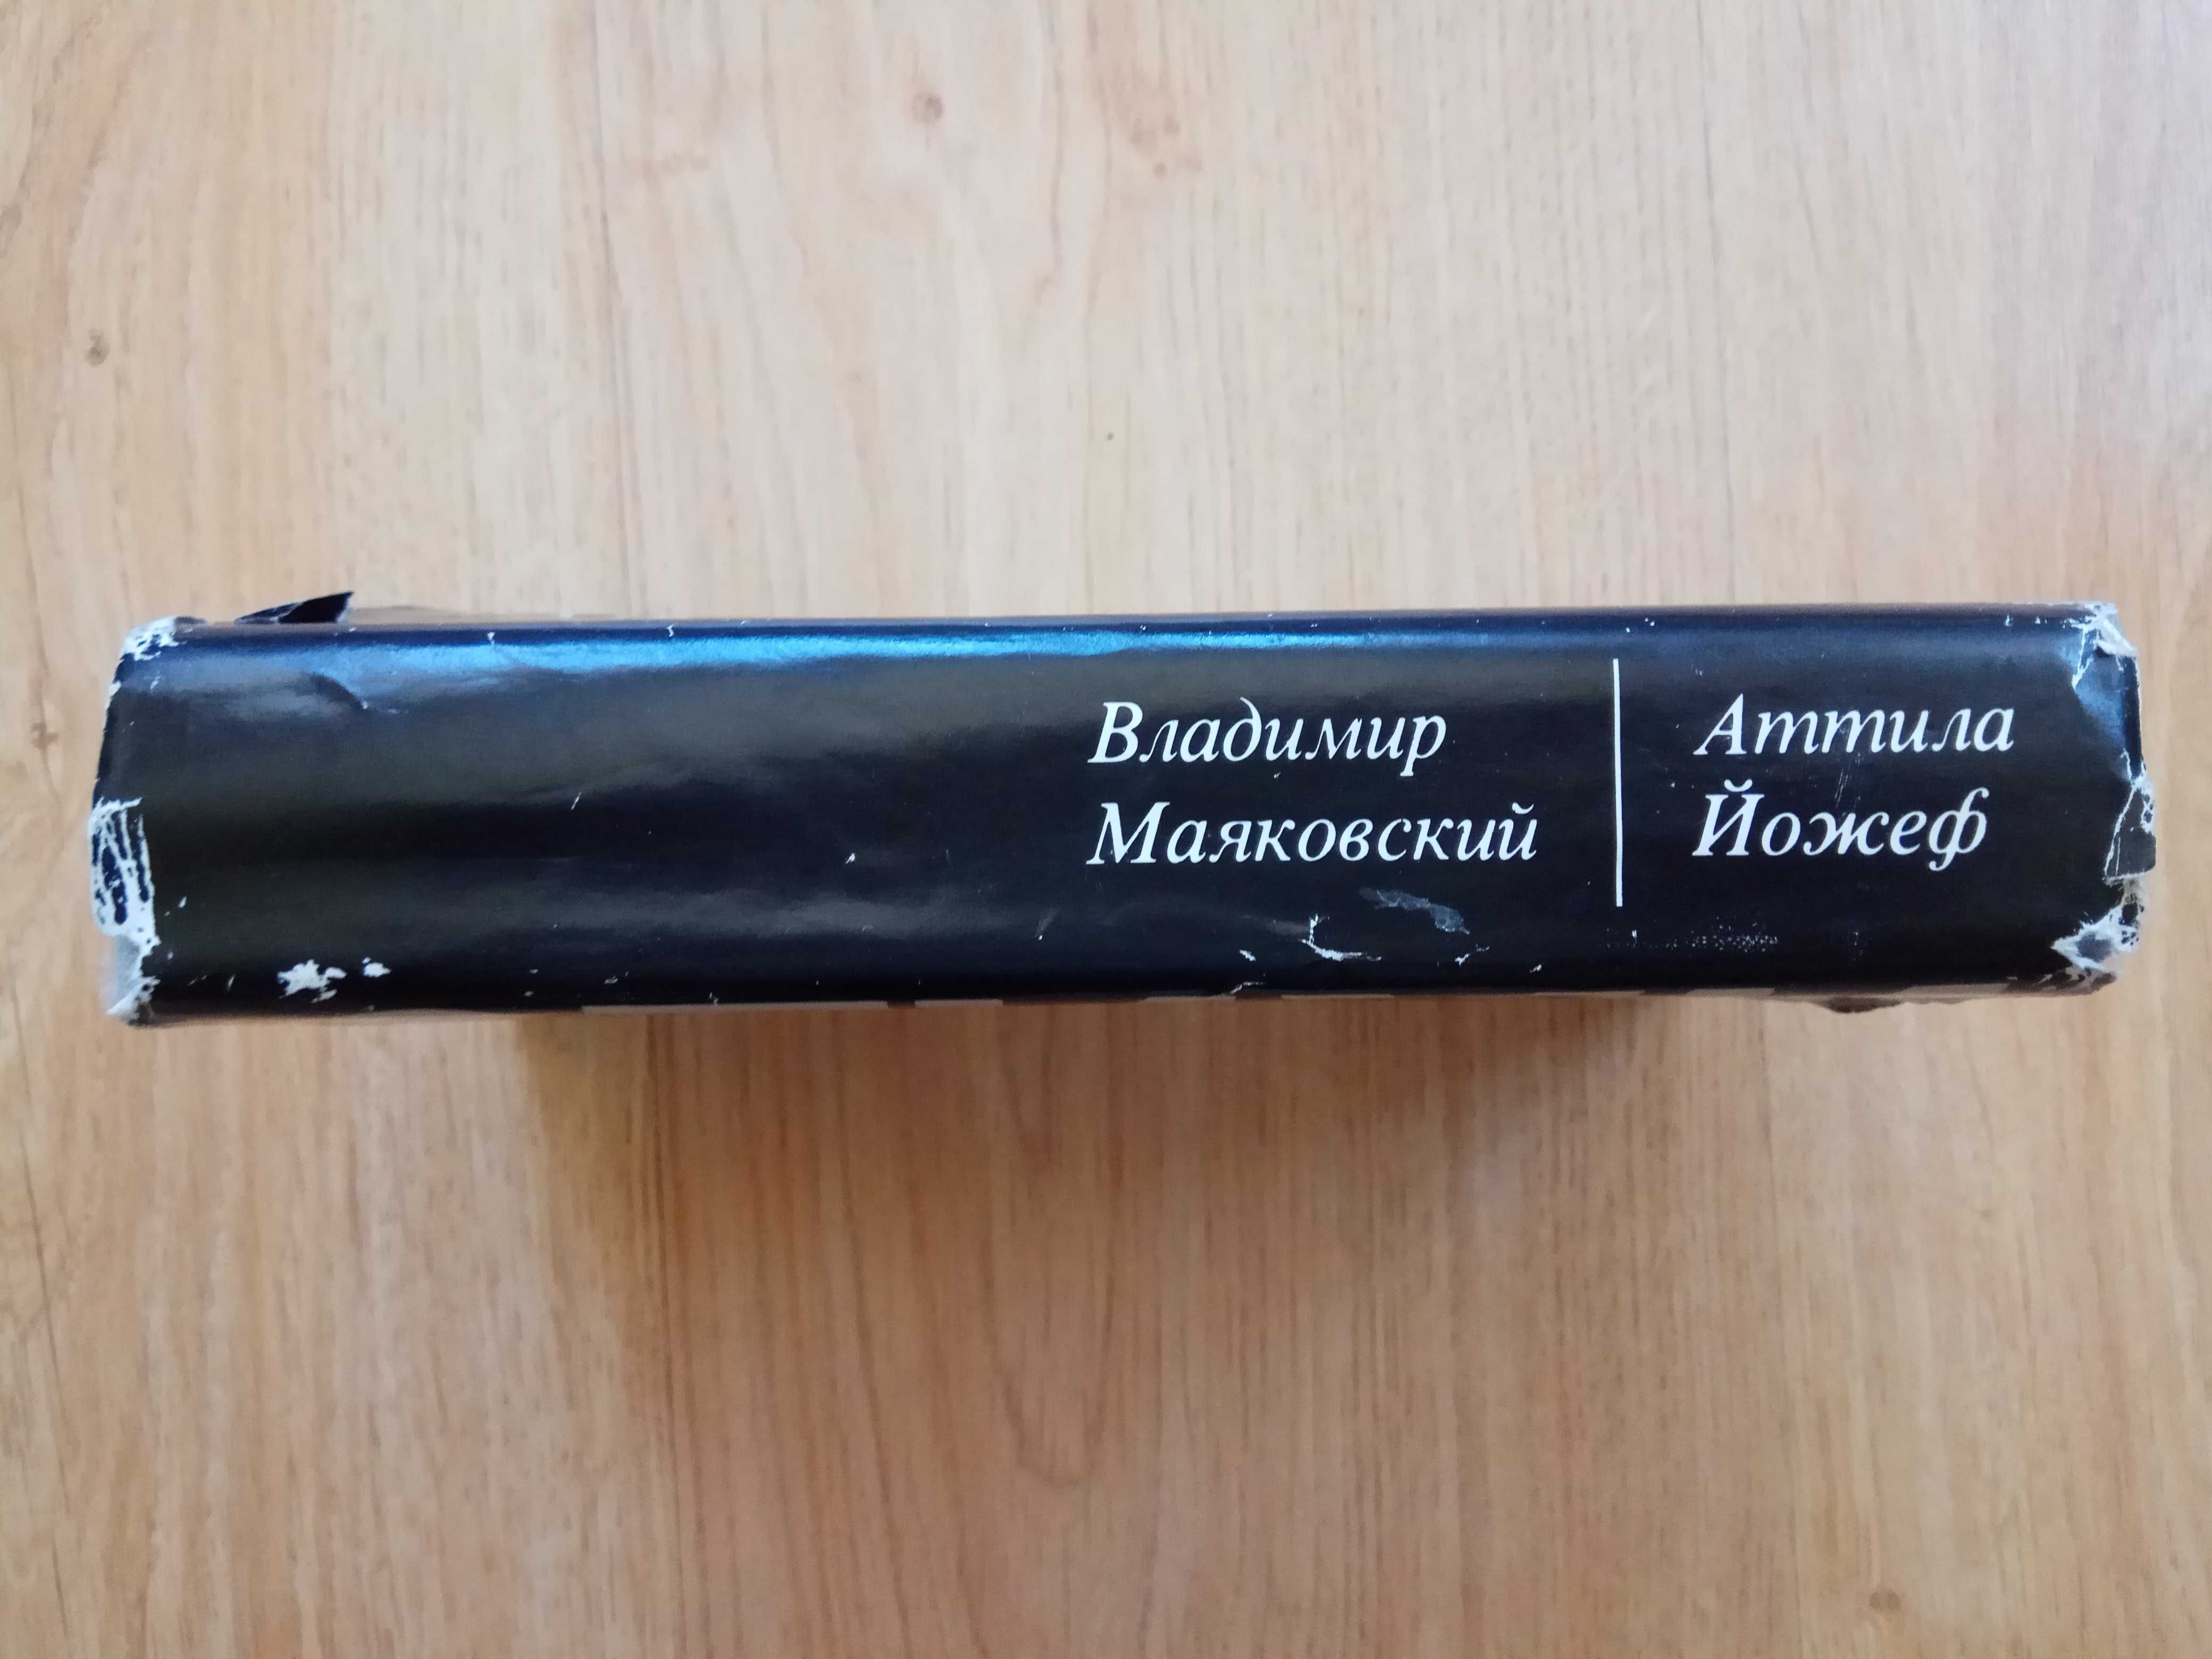 Владимир
Маяковский
Аттила
Йожеф